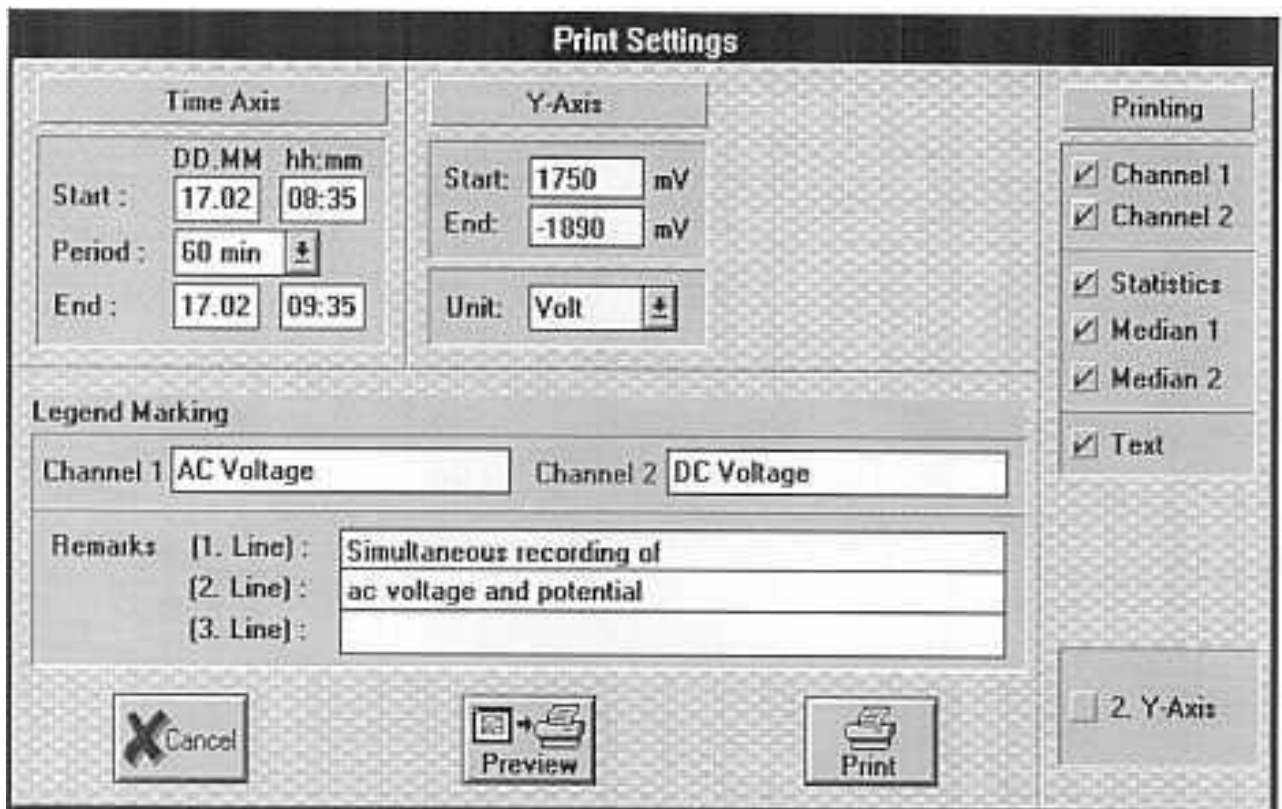 Print Settings
Time Axis
DD.MM hh:mm
Start : 17.02 08:35
Period : 60 min
End : 17.02 09:35
Y-Axis
Start: 1750 mV
End: -1890 mV
Unit: Volt
Printing
Channel 1
Channel 2
Statistics
Median 1
Median 2
Text
Legend Marking
Channel 1 AC Voltage Channel 2 DC Voltage
Remarks (1. Line) : Simultaneous recording of
(2. Line) : ac voltage and potential
(3. Line) :
2. Y-Axis
Cancel
Preview
Print